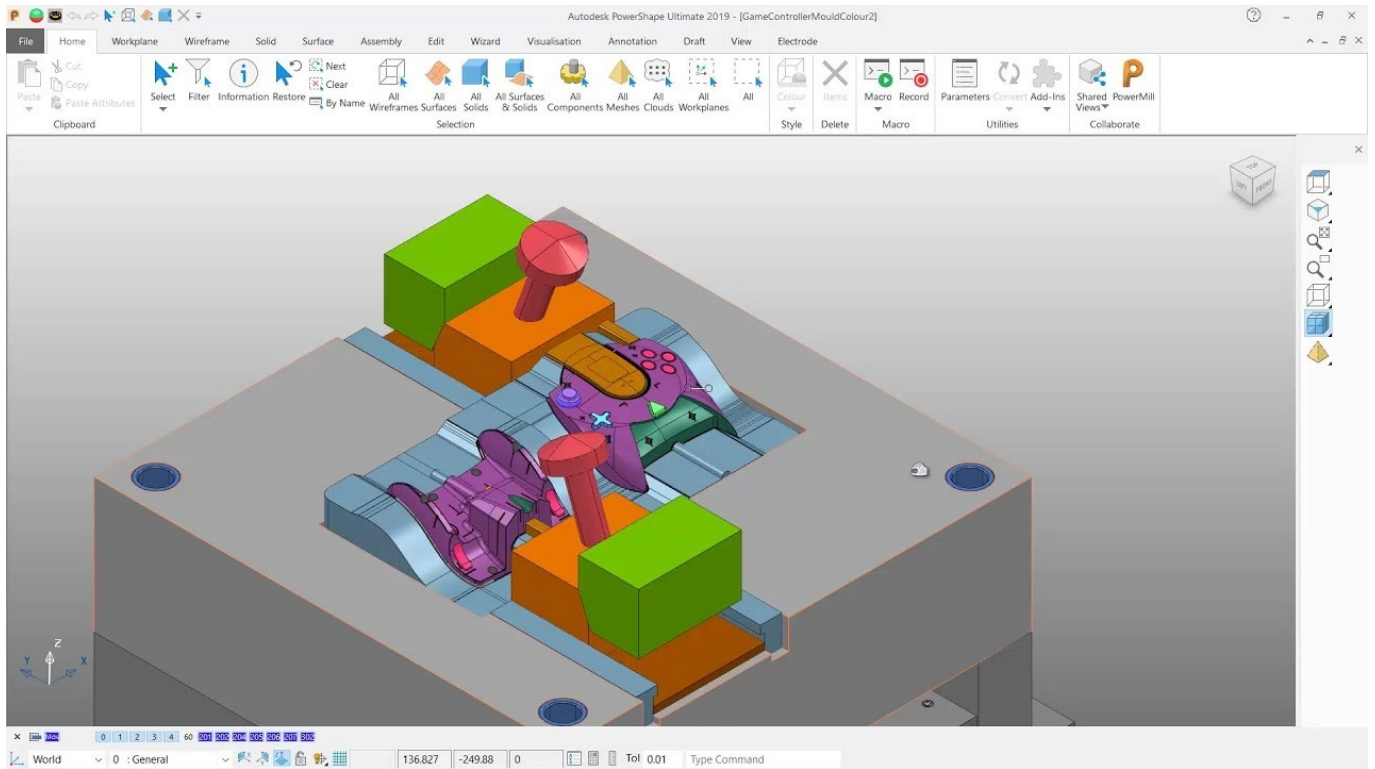 Autodesk PowerShape Ultimate 2019 - [GameControllerMouldColour2]
File Home Workplane Wireframe Solid Surface Assembly Edit Wizard Visualisation Annotation Draft View Electrode
Paste
Cut
Copy
Paste Attributes
Clipboard
Select Filter Information Restore
Next
Clear
By Name
All Wireframes
All Surfaces
All Solids
All Surfaces & Solids
All Components
All Meshes
All Clouds
All Workplanes
All
Selection
Colour
Style
Items
Delete
Macro Record
Macro
Parameters Convert Add-Ins
Utilities
Shared Views PowerMill
Collaborate
TOP
LEFT FRONT
Z
Y X
0 1 2 3 4 60 201 202 204 205 206 207 302
World 0 : General 136.827 -249.88 0 Tol 0.01 Type Command